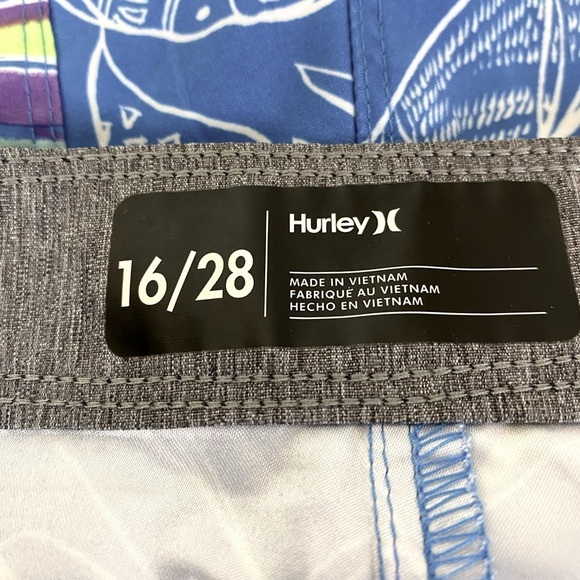 16/28
Hurley
MADE IN VIETNAM
FABRIQUÉ AU VIETNAM
HECHO EN VIETNAM